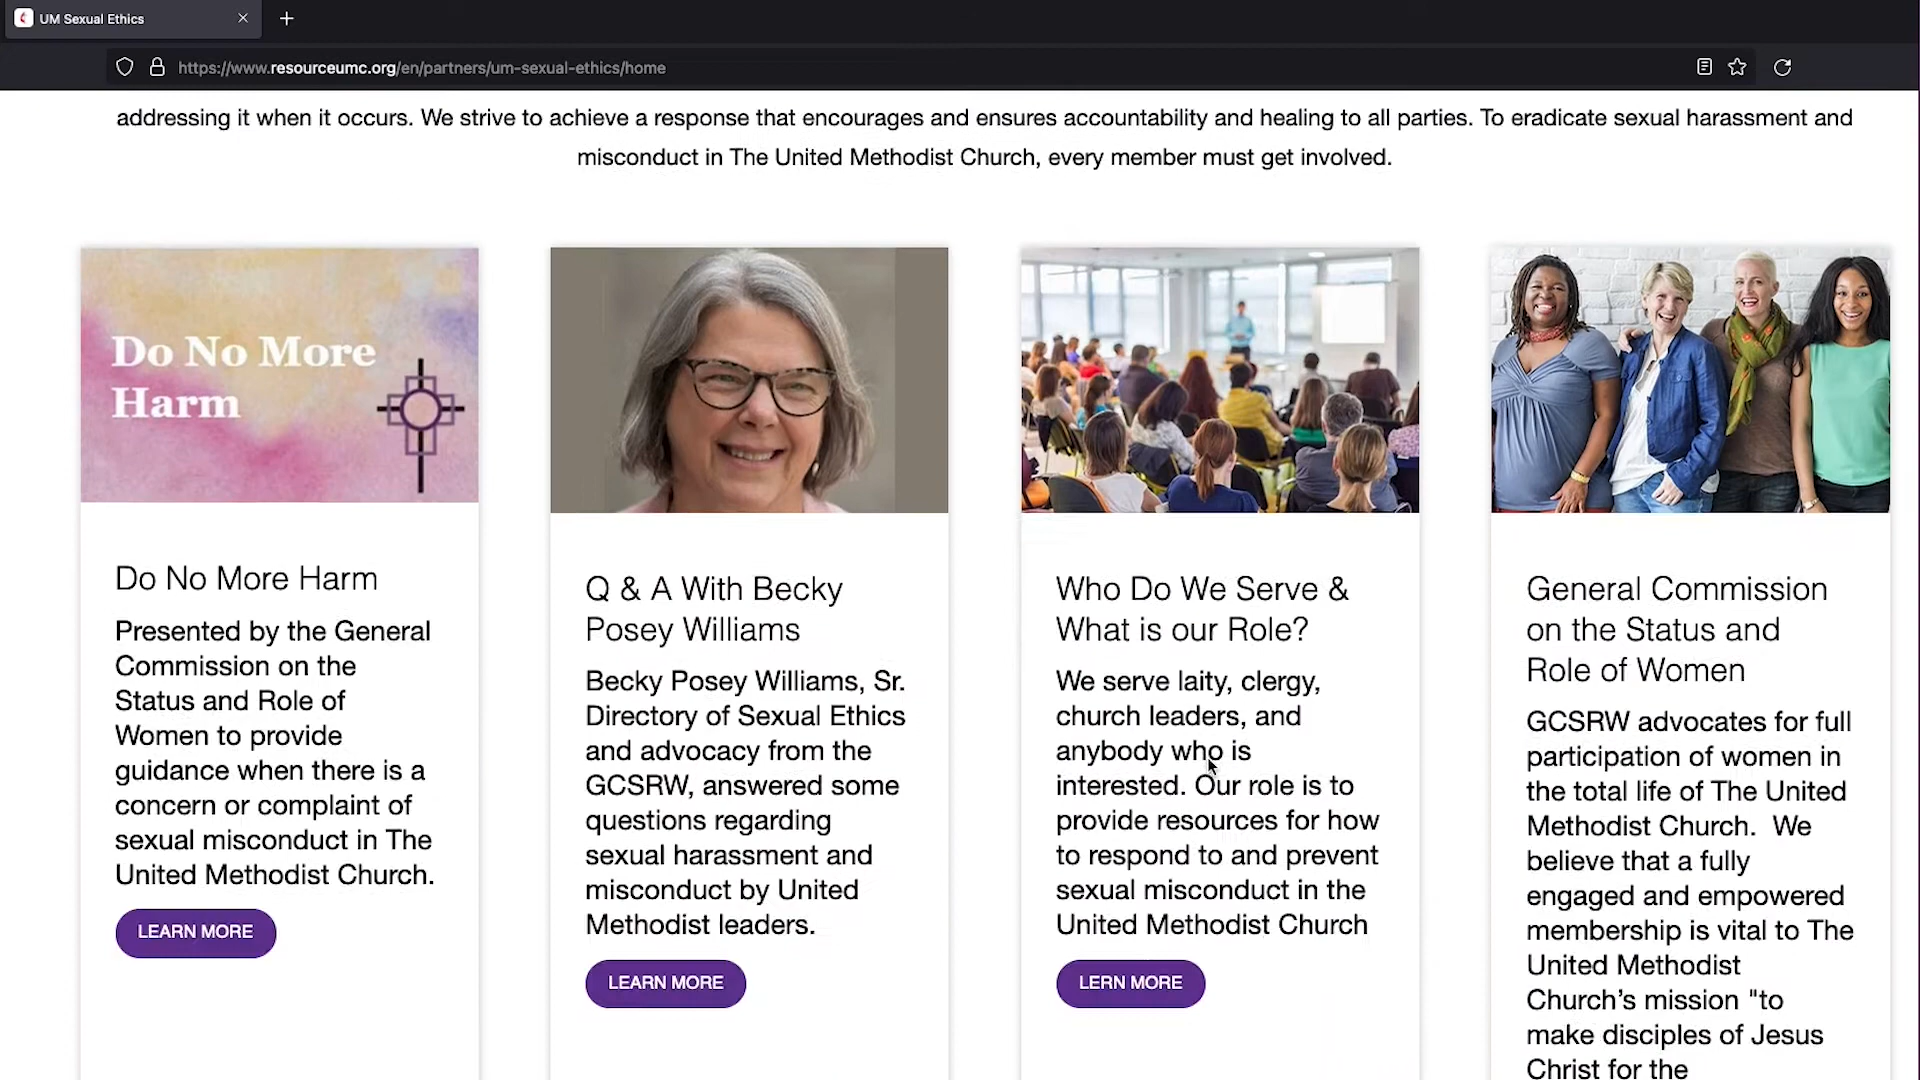 UM Sexual Ethics
https://www.resourceumc.org/en/partners/um-sexual-ethics/home
addressing it when it occurs. We strive to achieve a response that encourages and ensures accountability and healing to all parties. To eradicate sexual harassment and
misconduct in The United Methodist Church, every member must get involved.
Do No More
Harm
Do No More Harm
Presented by the General
Commission on the
Status and Role of
Women to provide
guidance when there is a
concern or complaint of
sexual misconduct in The
United Methodist Church.
LEARN MORE
Q & A With Becky
Posey Williams
Becky Posey Williams, Sr.
Directory of Sexual Ethics
and advocacy from the
GCSRW, answered some
questions regarding
sexual harassment and
misconduct by United
Methodist leaders.
LEARN MORE
Who Do We Serve &
What is our Role?
We serve laity, clergy,
church leaders, and
anybody who is
interested. Our role is to
provide resources for how
to respond to and prevent
sexual misconduct in the
United Methodist Church
LERN MORE
General Commission
on the Status and
Role of Women
GCSRW advocates for full
participation of women in
the total life of The United
Methodist Church. We
believe that a fully
engaged and empowered
membership is vital to The
United Methodist
Church’s mission "to
make disciples of Jesus
Christ for the